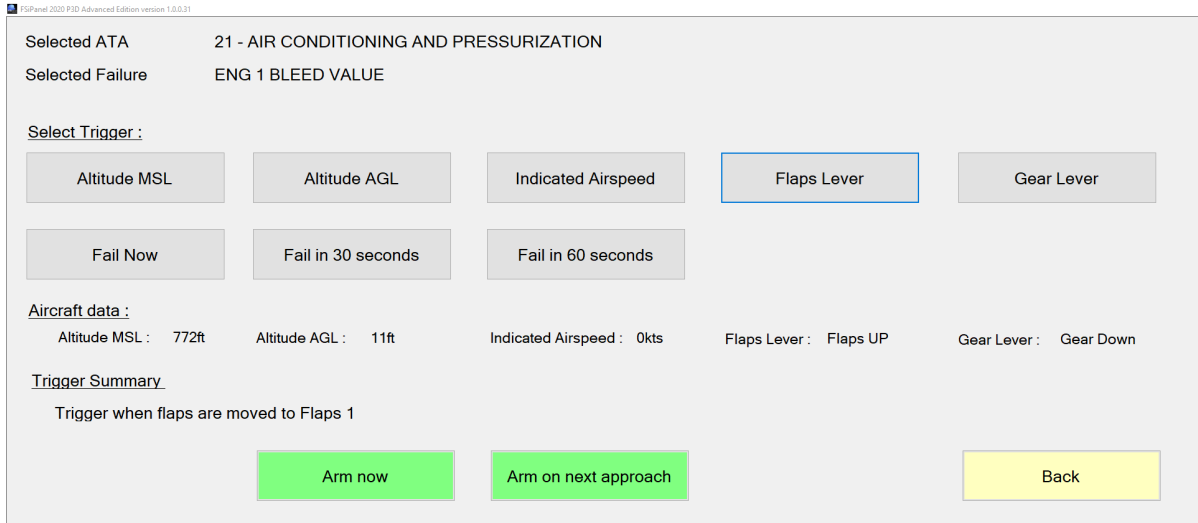 FSiPanel 2020 P3D Advanced Edition version 1.0.0.31
Selected ATA 21 - AIR CONDITIONING AND PRESSURIZATION
Selected Failure ENG 1 BLEED VALUE
Select Trigger :
Altitude MSL Altitude AGL Indicated Airspeed Flaps Lever Gear Lever
Fail Now Fail in 30 seconds Fail in 60 seconds
Aircraft data :
Altitude MSL : 772ft Altitude AGL : 11ft Indicated Airspeed : 0kts Flaps Lever : Flaps UP Gear Lever : Gear Down
Trigger Summary
Trigger when flaps are moved to Flaps 1
Arm now Arm on next approach Back